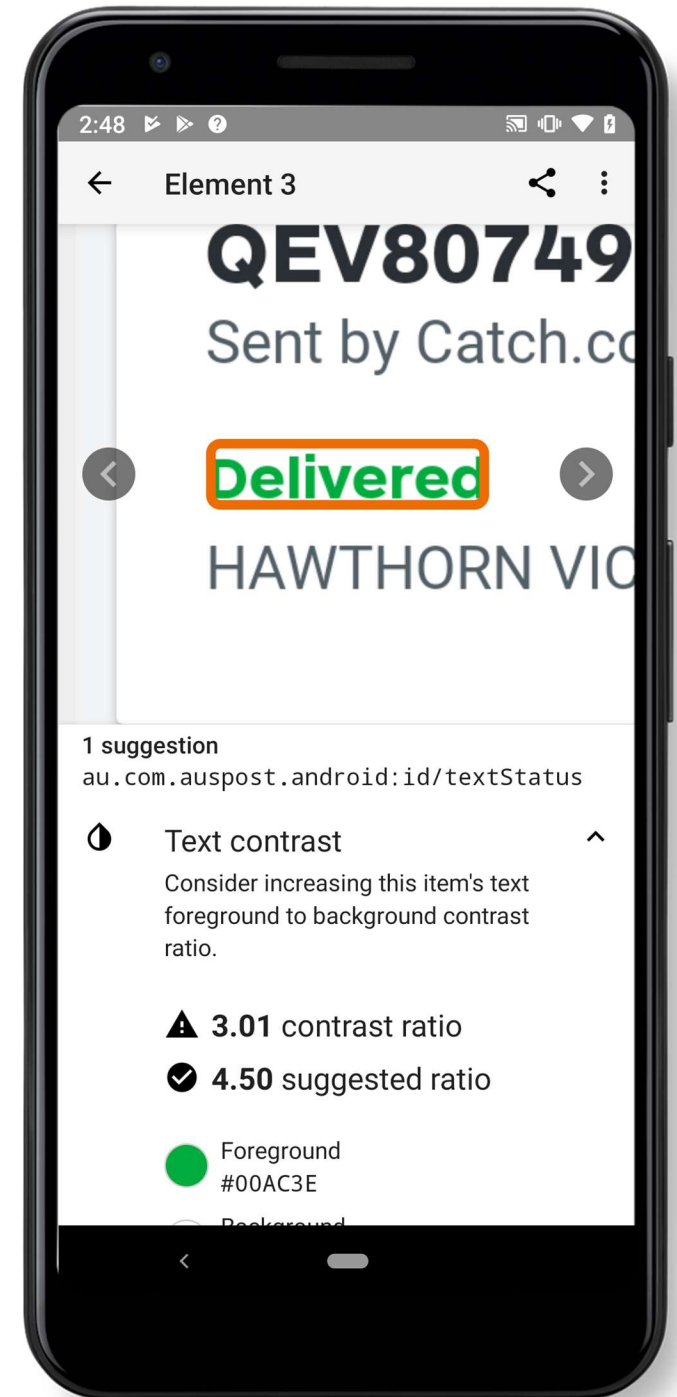 2:48
Element 3
QEV80749
Sent by Catch.co
Delivered
HAWTHORN VIC
1 suggestion
au.com.auspost.android:id/textStatus
Text contrast
Consider increasing this item's text
foreground to background contrast
ratio.
3.01 contrast ratio
4.50 suggested ratio
Foreground
#00AC3E
Background